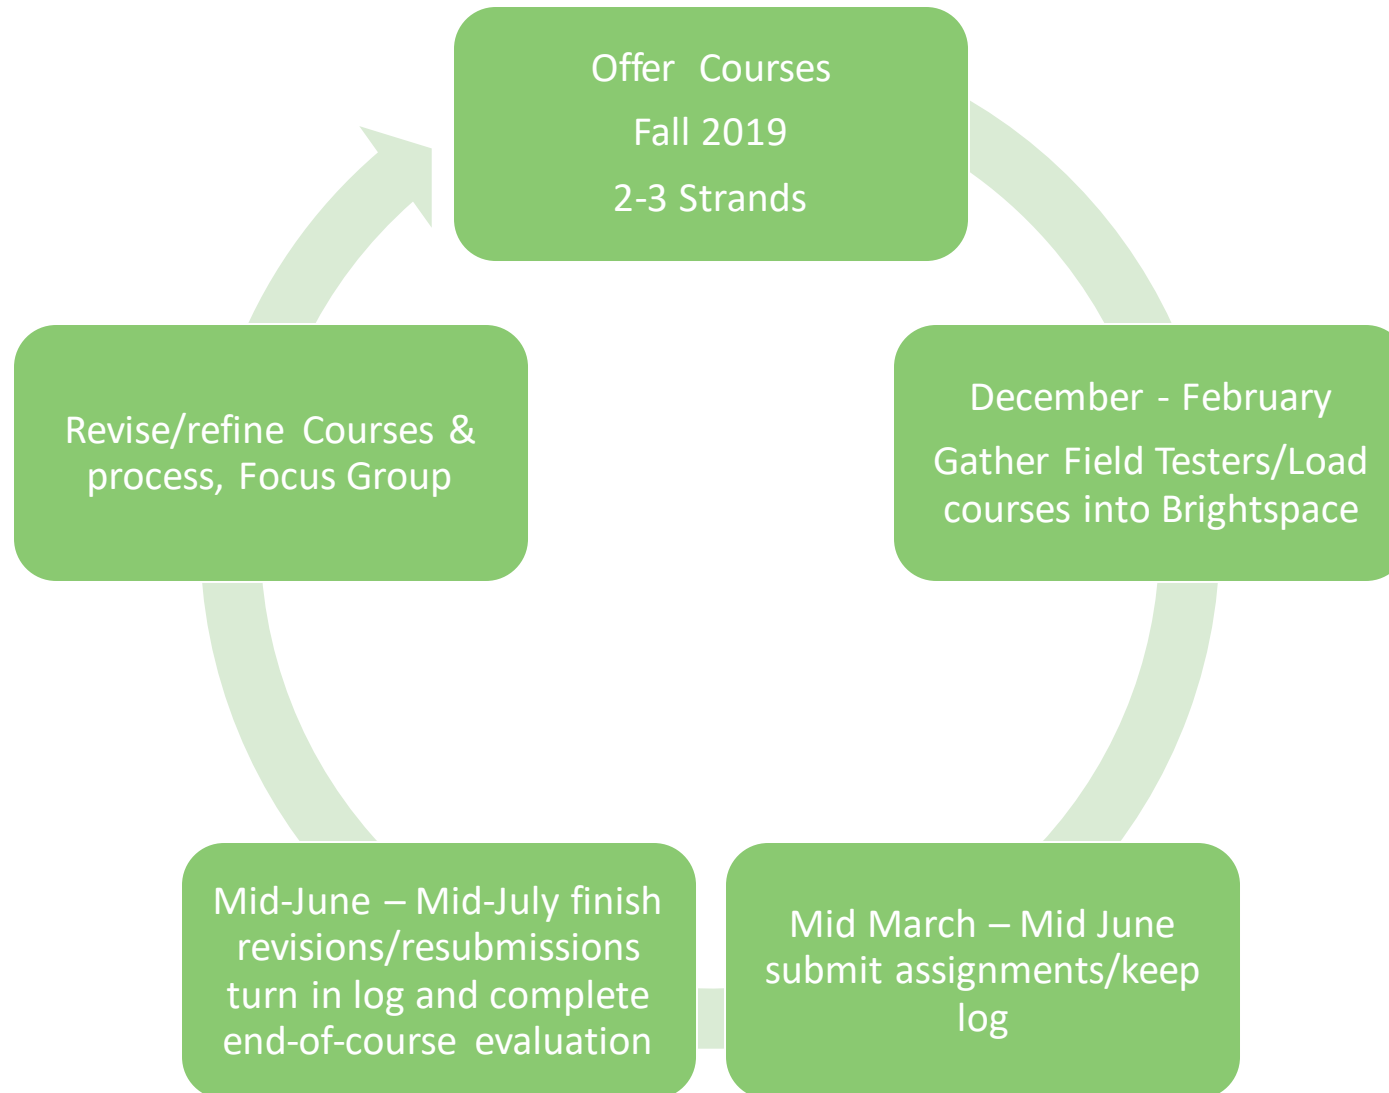 Offer Courses
Fall 2019
2-3 Strands
December - February
Gather Field Testers/Load
courses into Brightspace
Mid March – Mid June
submit assignments/keep
log
Mid-June – Mid-July finish
revisions/resubmissions
turn in log and complete
end-of-course evaluation
Revise/refine Courses &
process, Focus Group